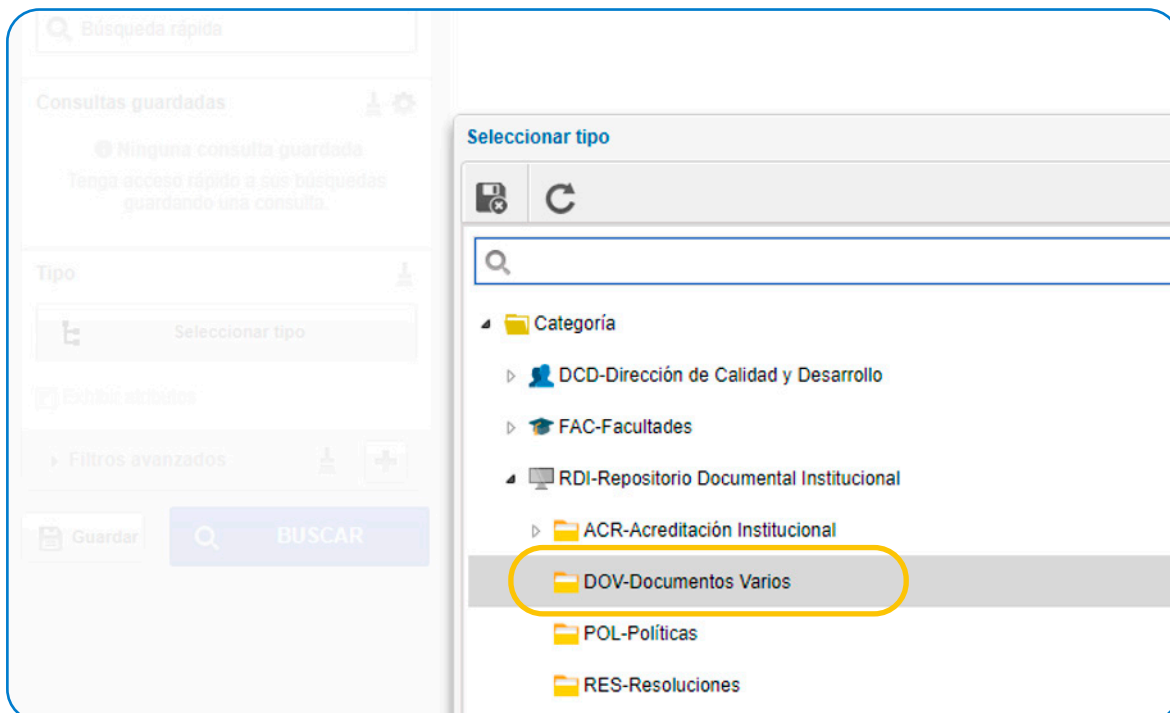 Búsqueda rápida
Consultas guardadas
Ninguna consulta guardada
Tenga acceso rápido a sus búsquedas
guardando una consulta.
Tipo
Seleccionar tipo
Exhibir atributos
Filtros avanzados
Guardar
BUSCAR
Seleccionar tipo
Categoría
DCD-Dirección de Calidad y Desarrollo
FAC-Facultades
RDI-Repositorio Documental Institucional
ACR-Acreditación Institucional
DOV-Documentos Varios
POL-Políticas
RES-Resoluciones